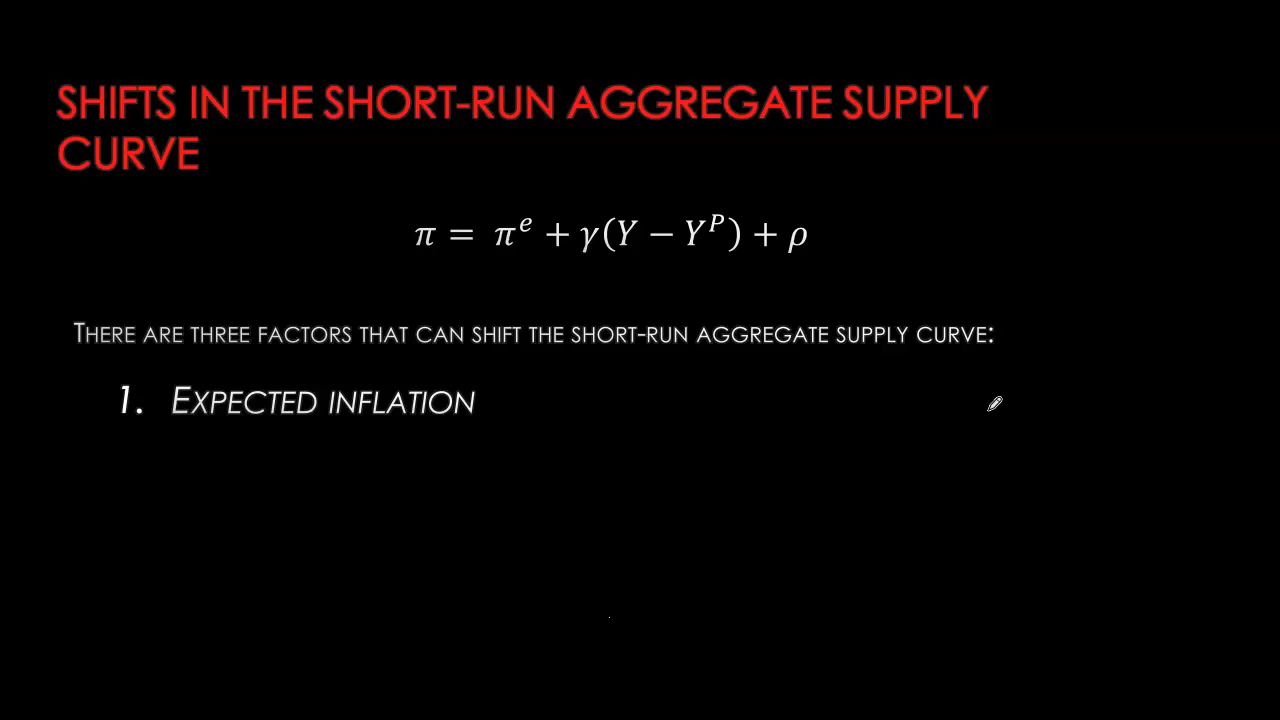 SHIFTS IN THE SHORT-RUN AGGREGATE SUPPLY
CURVE
π = π^e + γ(Y − Y^P) + ρ
THERE ARE THREE FACTORS THAT CAN SHIFT THE SHORT-RUN AGGREGATE SUPPLY CURVE:
1. EXPECTED INFLATION